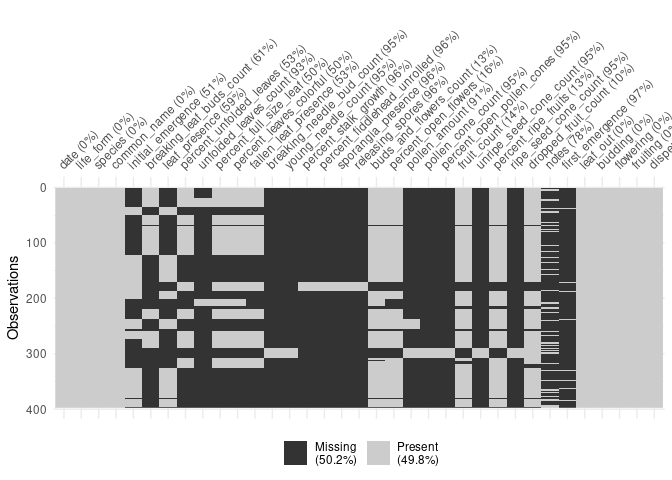 date (0%)
life_form (0%)
species (0%)
common_name (0%)
initial_emergence (51%)
breaking_leaf_buds_count (61%)
leaf_presence (59%)
percent_unfolded_leaves (53%)
unfolded_leaves_count (93%)
percent_full_size_leaf (50%)
percent_leaves_colorful (50%)
fallen_leaf_presence (53%)
breaking_needle_bud_count (95%)
young_needle_count (95%)
percent_stalk_growth (96%)
percent_fiddlehead_unrolled (96%)
sporangia_presence (96%)
releasing_spores (96%)
buds_and_flowers_count (13%)
percent_open_flowers (16%)
pollen_amount (91%)
pollen_cone_count (95%)
percent_open_pollen_cones (95%)
fruit_count (14%)
unripe_seed_cone_count (95%)
percent_ripe_fruits (13%)
ripe_seed_cone_count (95%)
dropped_fruit_count (10%)
notes (78%)
first_emergence (97%)
leaf_out (0%)
budding (0%)
flowering (0%
fruiting (0
dispe
0
100
200
300
400
Observations
Missing
(50.2%)
Present
(49.8%)